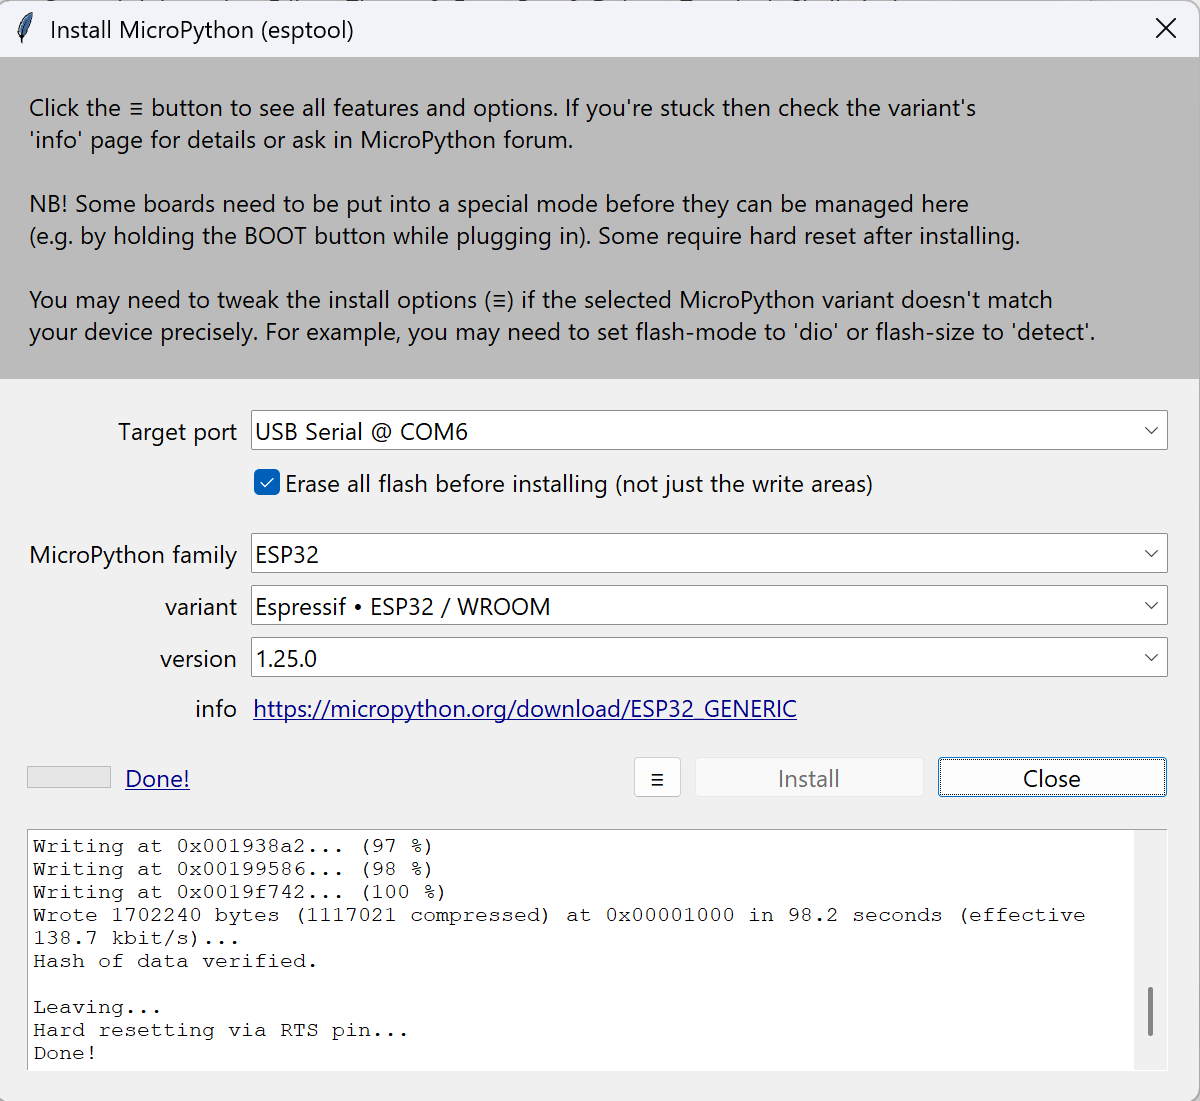 Install MicroPython (esptool)
Click the ≡ button to see all features and options. If you're stuck then check the variant's
'info' page for details or ask in MicroPython forum.
NB! Some boards need to be put into a special mode before they can be managed here
(e.g. by holding the BOOT button while plugging in). Some require hard reset after installing.
You may need to tweak the install options (≡) if the selected MicroPython variant doesn't match
your device precisely. For example, you may need to set flash-mode to 'dio' or flash-size to 'detect'.
Target port USB Serial @ COM6
Erase all flash before installing (not just the write areas)
MicroPython family ESP32
variant Espressif • ESP32 / WROOM
version 1.25.0
info https://micropython.org/download/ESP32_GENERIC
Done! ≡ Install Close
Writing at 0x001938a2... (97 %)
Writing at 0x00199586... (98 %)
Writing at 0x0019f742... (100 %)
Wrote 1702240 bytes (1117021 compressed) at 0x00001000 in 98.2 seconds (effective
138.7 kbit/s)...
Hash of data verified.
Leaving...
Hard resetting via RTS pin...
Done!